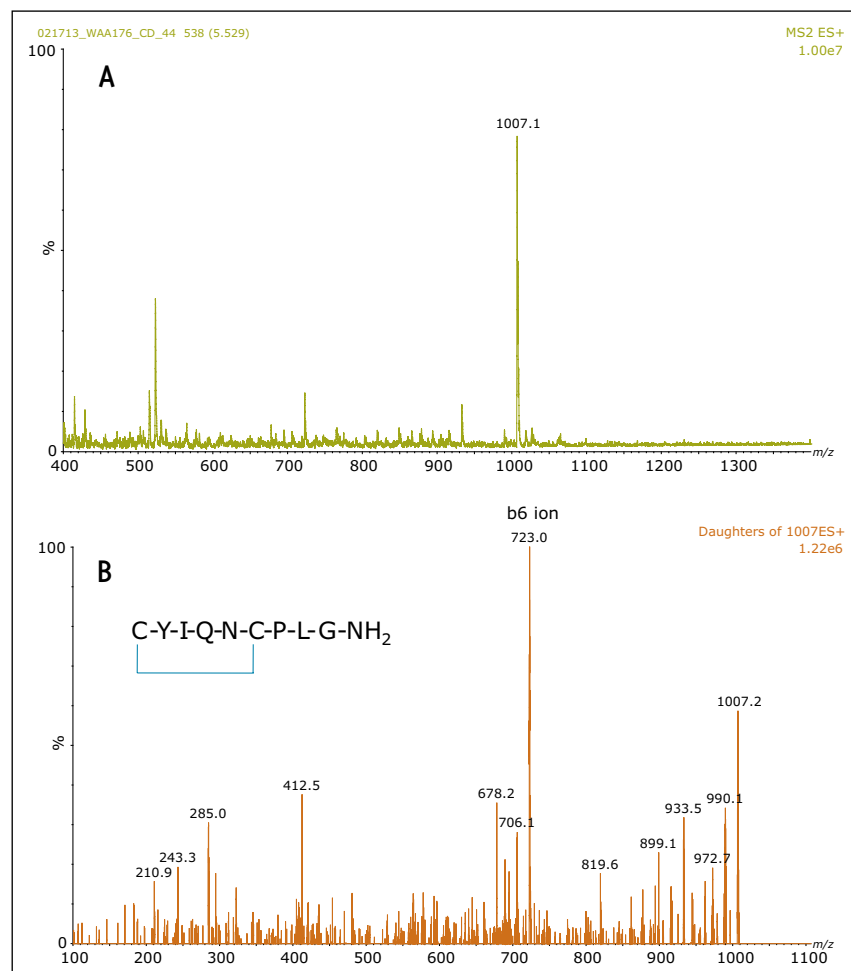 021713_WAA176_CD_44 538 (5.529)
MS2 ES+
1.00e7
100
A
1007.1
%
0
400 500 600 700 800 900 1000 1100 1200 1300
m/z
b6 ion
Daughters of 1007ES+
1.22e6
100
723.0
B
C-Y-I-Q-N-C-P-L-G-NH₂
1007.2
%
412.5
678.2
285.0
706.1
990.1
933.5
899.1
243.3
972.7
819.6
210.9
0
100 200 300 400 500 600 700 800 900 1000 1100
m/z